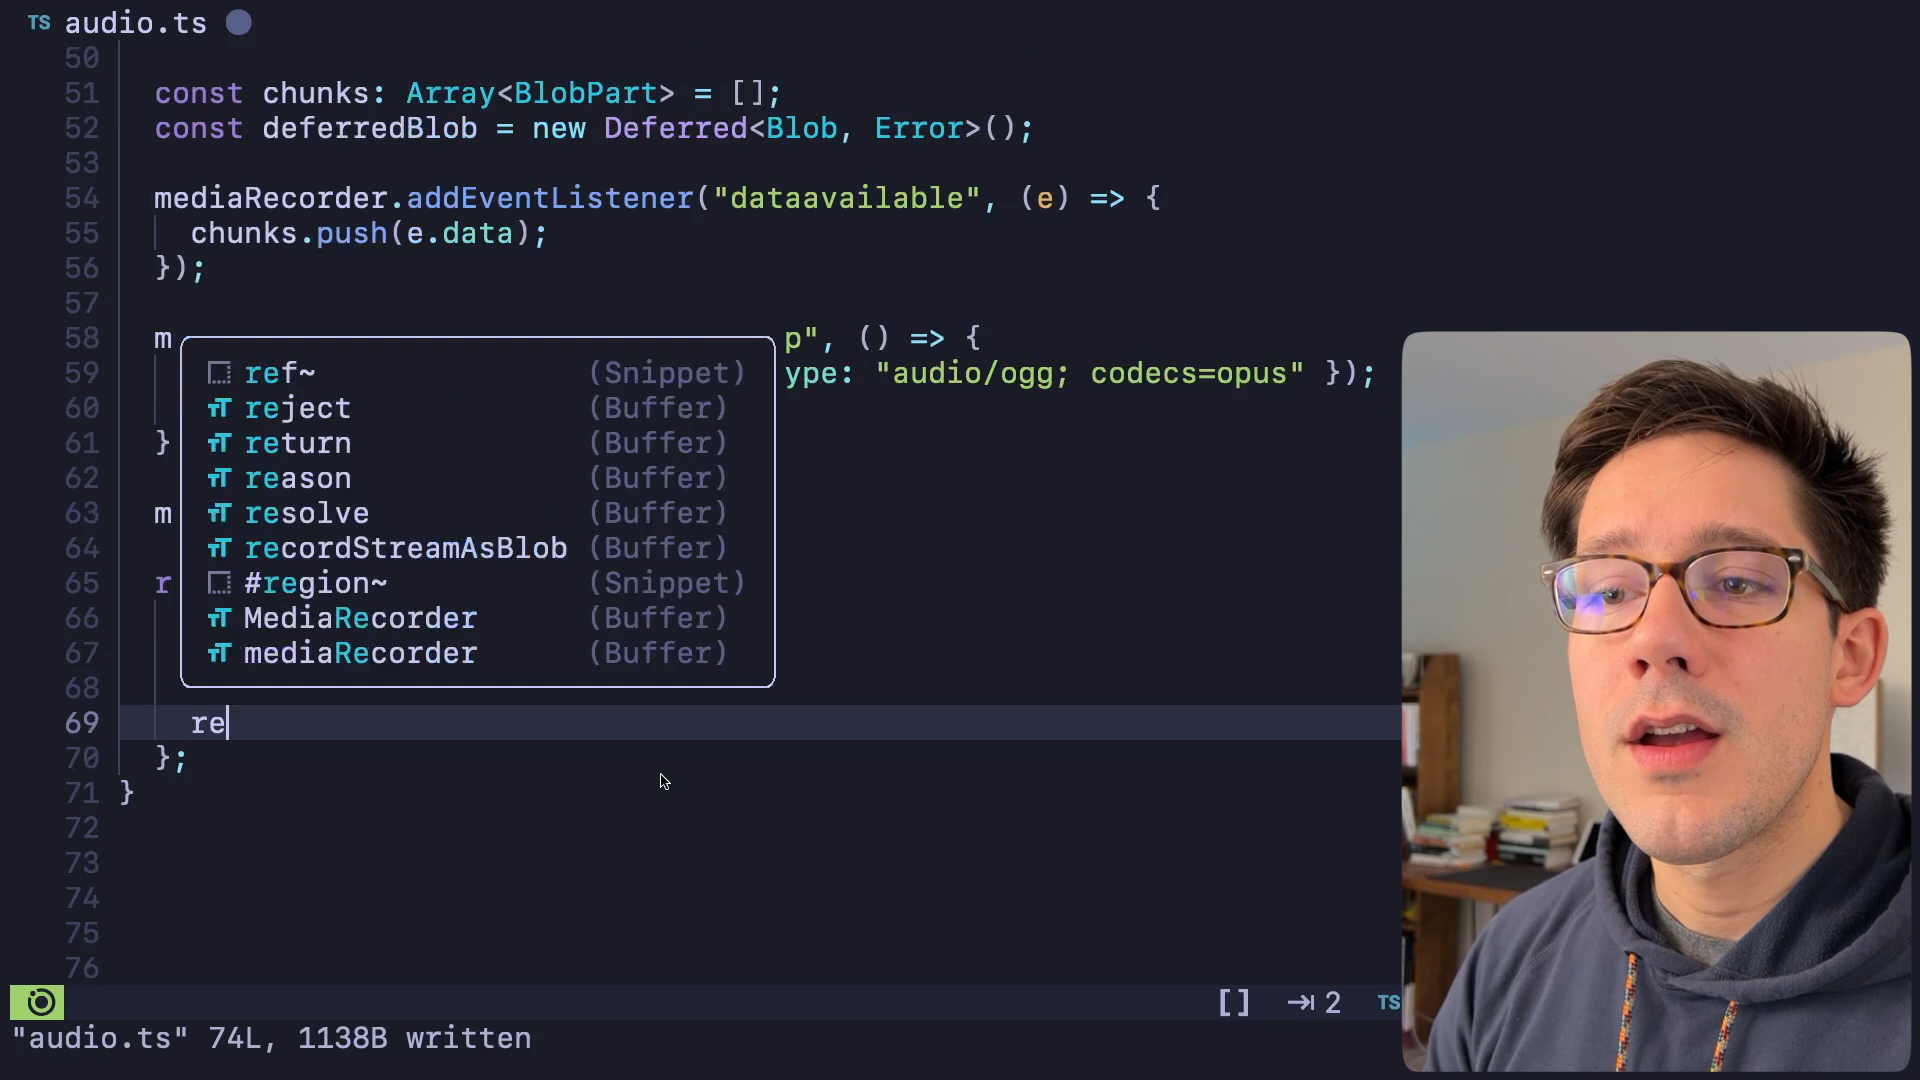 TS audio.ts
50
51 const chunks: Array<BlobPart> = [];
52 const deferredBlob = new Deferred<Blob, Error>();
53
54 mediaRecorder.addEventListener("dataavailable", (e) => {
55 chunks.push(e.data);
56 });
57
58 m p", () => {
ref~ (Snippet)
59 ype: "audio/ogg; codecs=opus" });
60 reject (Buffer)
61 } return (Buffer)
62 reason (Buffer)
63 m resolve (Buffer)
64 recordStreamAsBlob (Buffer)
65 r #region~ (Snippet)
66 MediaRecorder (Buffer)
67 mediaRecorder (Buffer)
68
69 re
70 };
71 }
72
73
74
75
76
[] 2 TS
"audio.ts" 74L, 1138B written